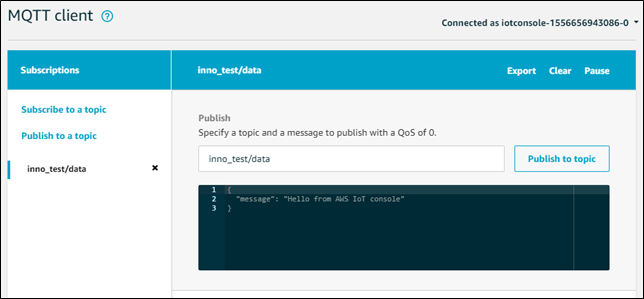 MQTT client ?
Connected as iotconsole-1556656943086-0
Subscriptions
inno_test/data
Export Clear Pause
Subscribe to a topic
Publish to a topic
inno_test/data ×
Publish
Specify a topic and a message to publish with a QoS of 0.
inno_test/data
Publish to topic
1 {
2 "message": "Hello from AWS IoT console"
3 }